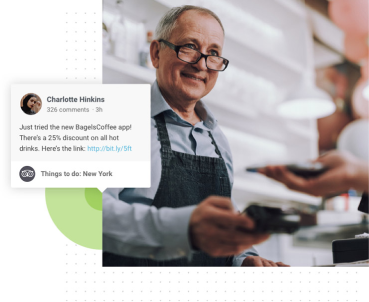 Charlotte Hinkins
326 comments · 3h
Just tried the new BagelsCoffee app!
There's a 25% discount on all hot
drinks. Here's the link: http://bit.ly/5ft
Things to do: New York